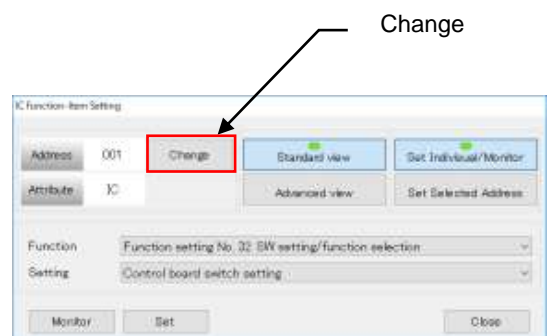 Change
IC Function-Item Setting
Address 001 Change Standard view Set Individual/Monitor
Attribute IC Advanced view Set Selected Address
Function Function setting No. 32 SW setting/function selection
Setting Control board switch setting
Monitor Set Close